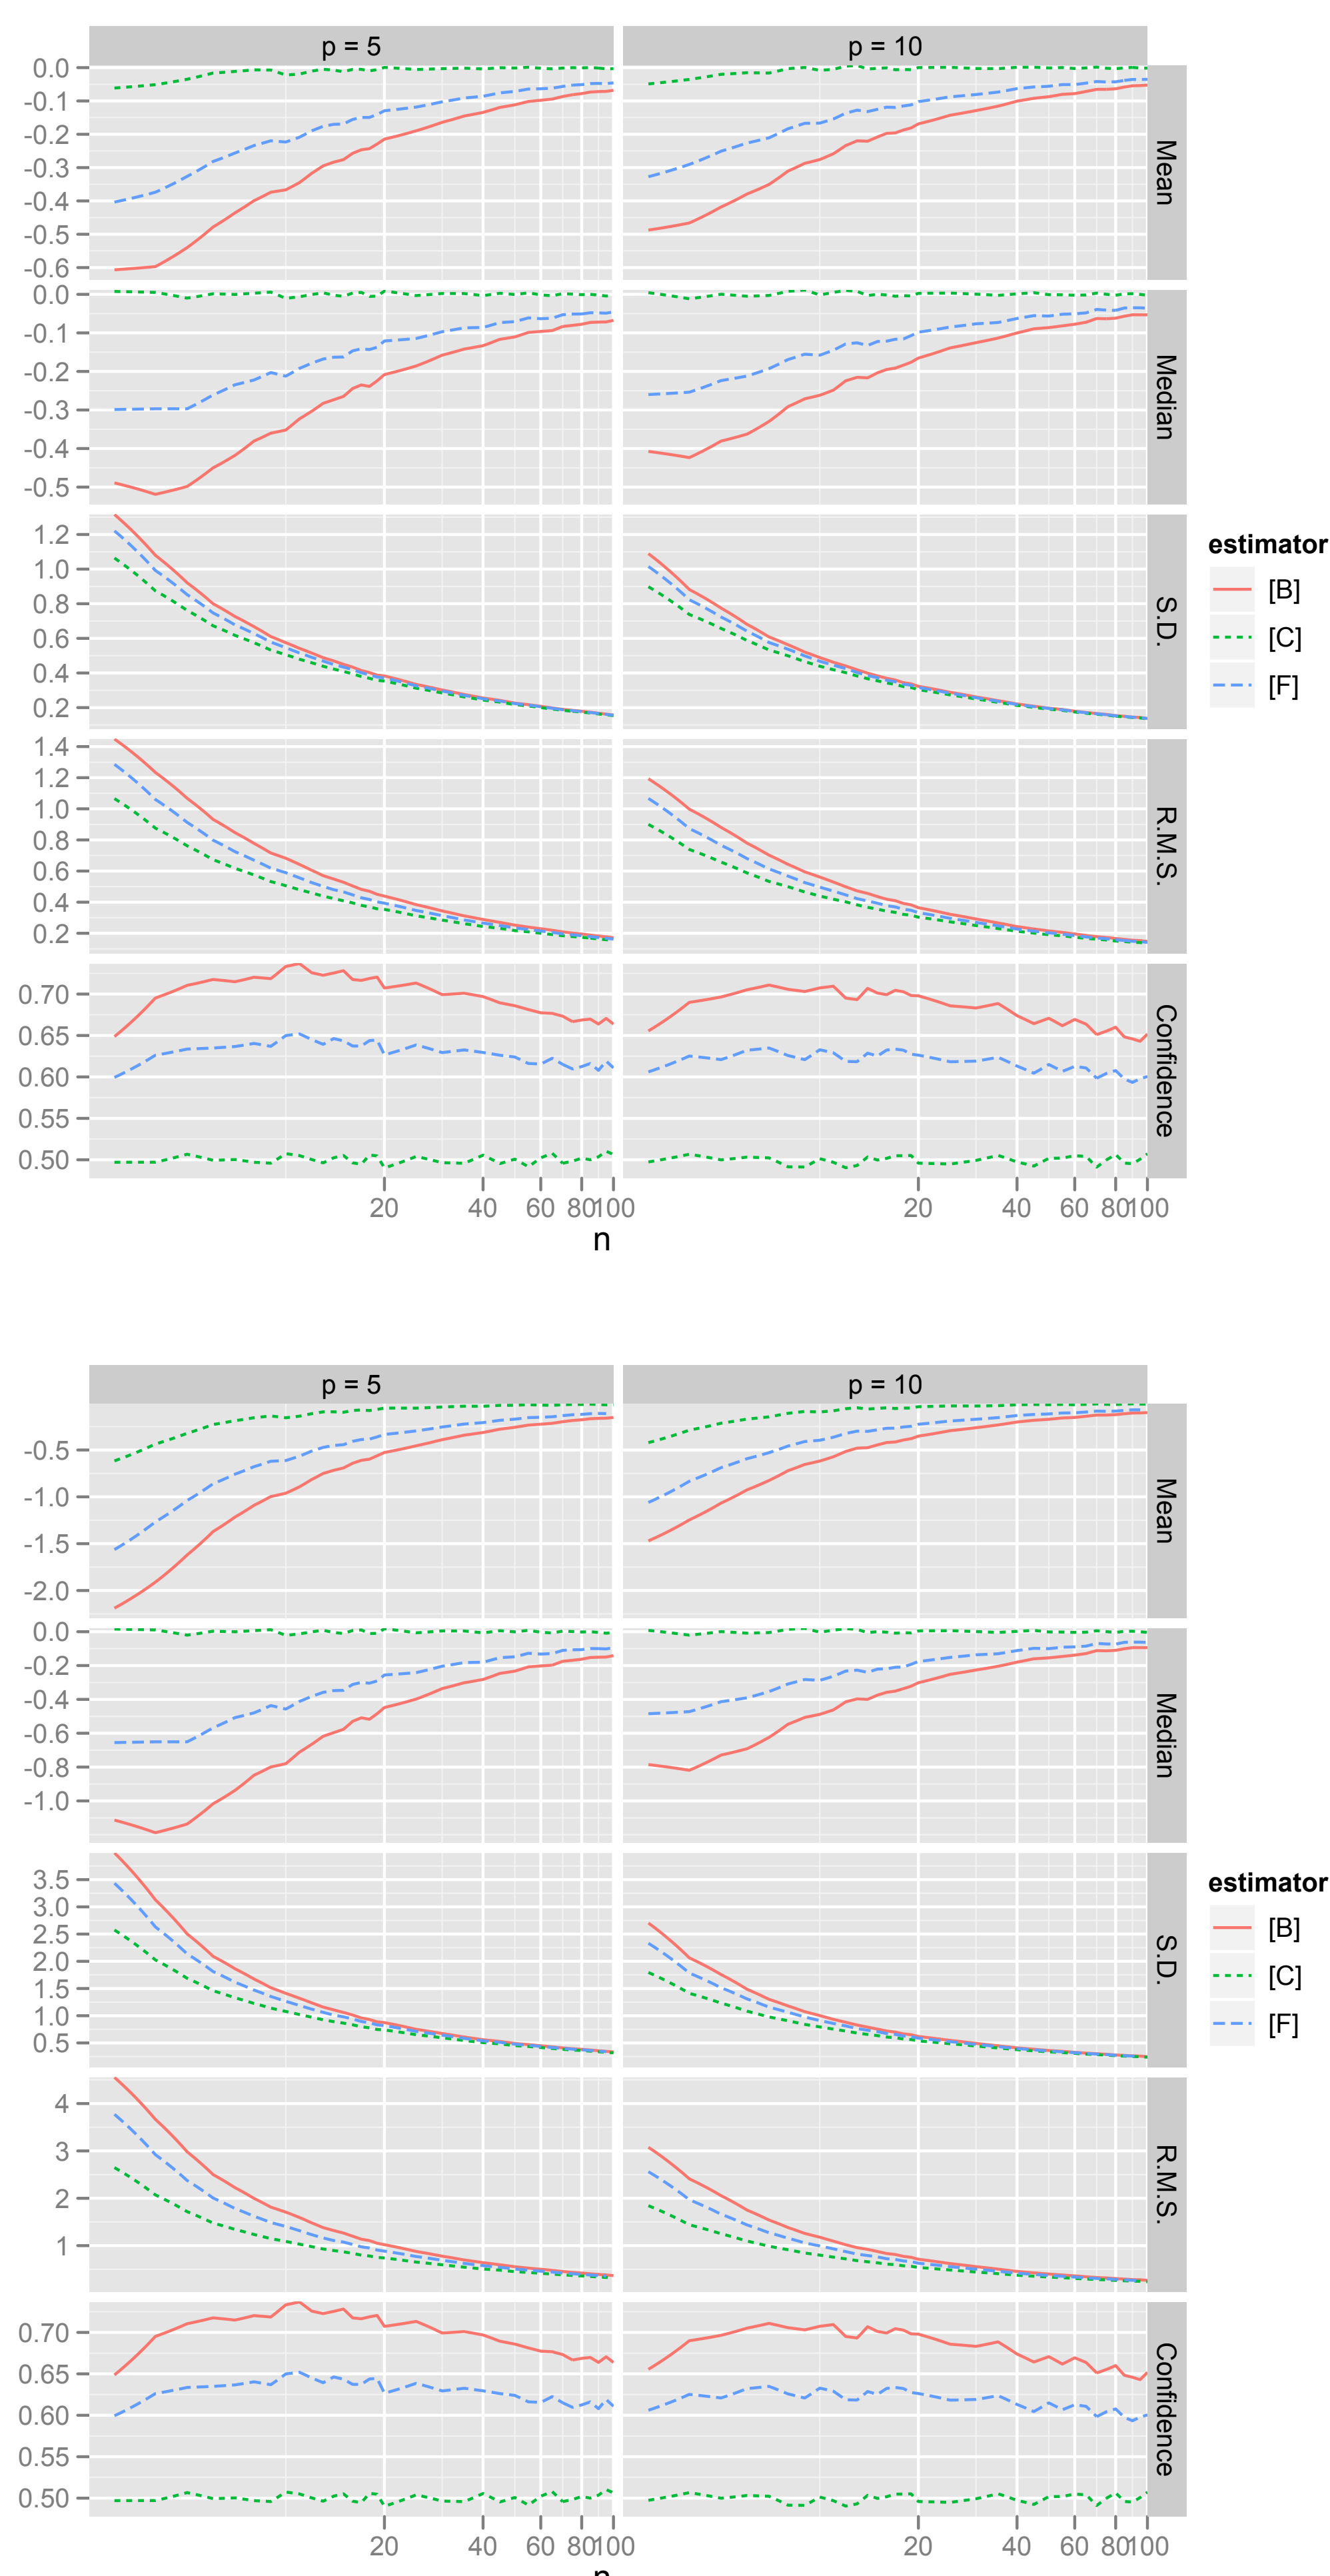 p = 5
p = 10
0.0
-0.1
-0.2
-0.3
-0.4
-0.5
-0.6
Mean
0.0
-0.1
-0.2
-0.3
-0.4
-0.5
Median
1.2
1.0
0.8
0.6
0.4
0.2
S.D.
1.4
1.2
1.0
0.8
0.6
0.4
0.2
R.M.S.
0.70
0.65
0.60
0.55
0.50
Confidence
20 40 60 80 100
20 40 60 80 100
n
estimator
[B]
[C]
[F]
p = 5
p = 10
-0.5
-1.0
-1.5
-2.0
Mean
0.0
-0.2
-0.4
-0.6
-0.8
-1.0
Median
3.5
3.0
2.5
2.0
1.5
1.0
0.5
S.D.
4
3
2
1
R.M.S.
0.70
0.65
0.60
0.55
0.50
Confidence
20 40 60 80 100
20 40 60 80 100
n
estimator
[B]
[C]
[F]